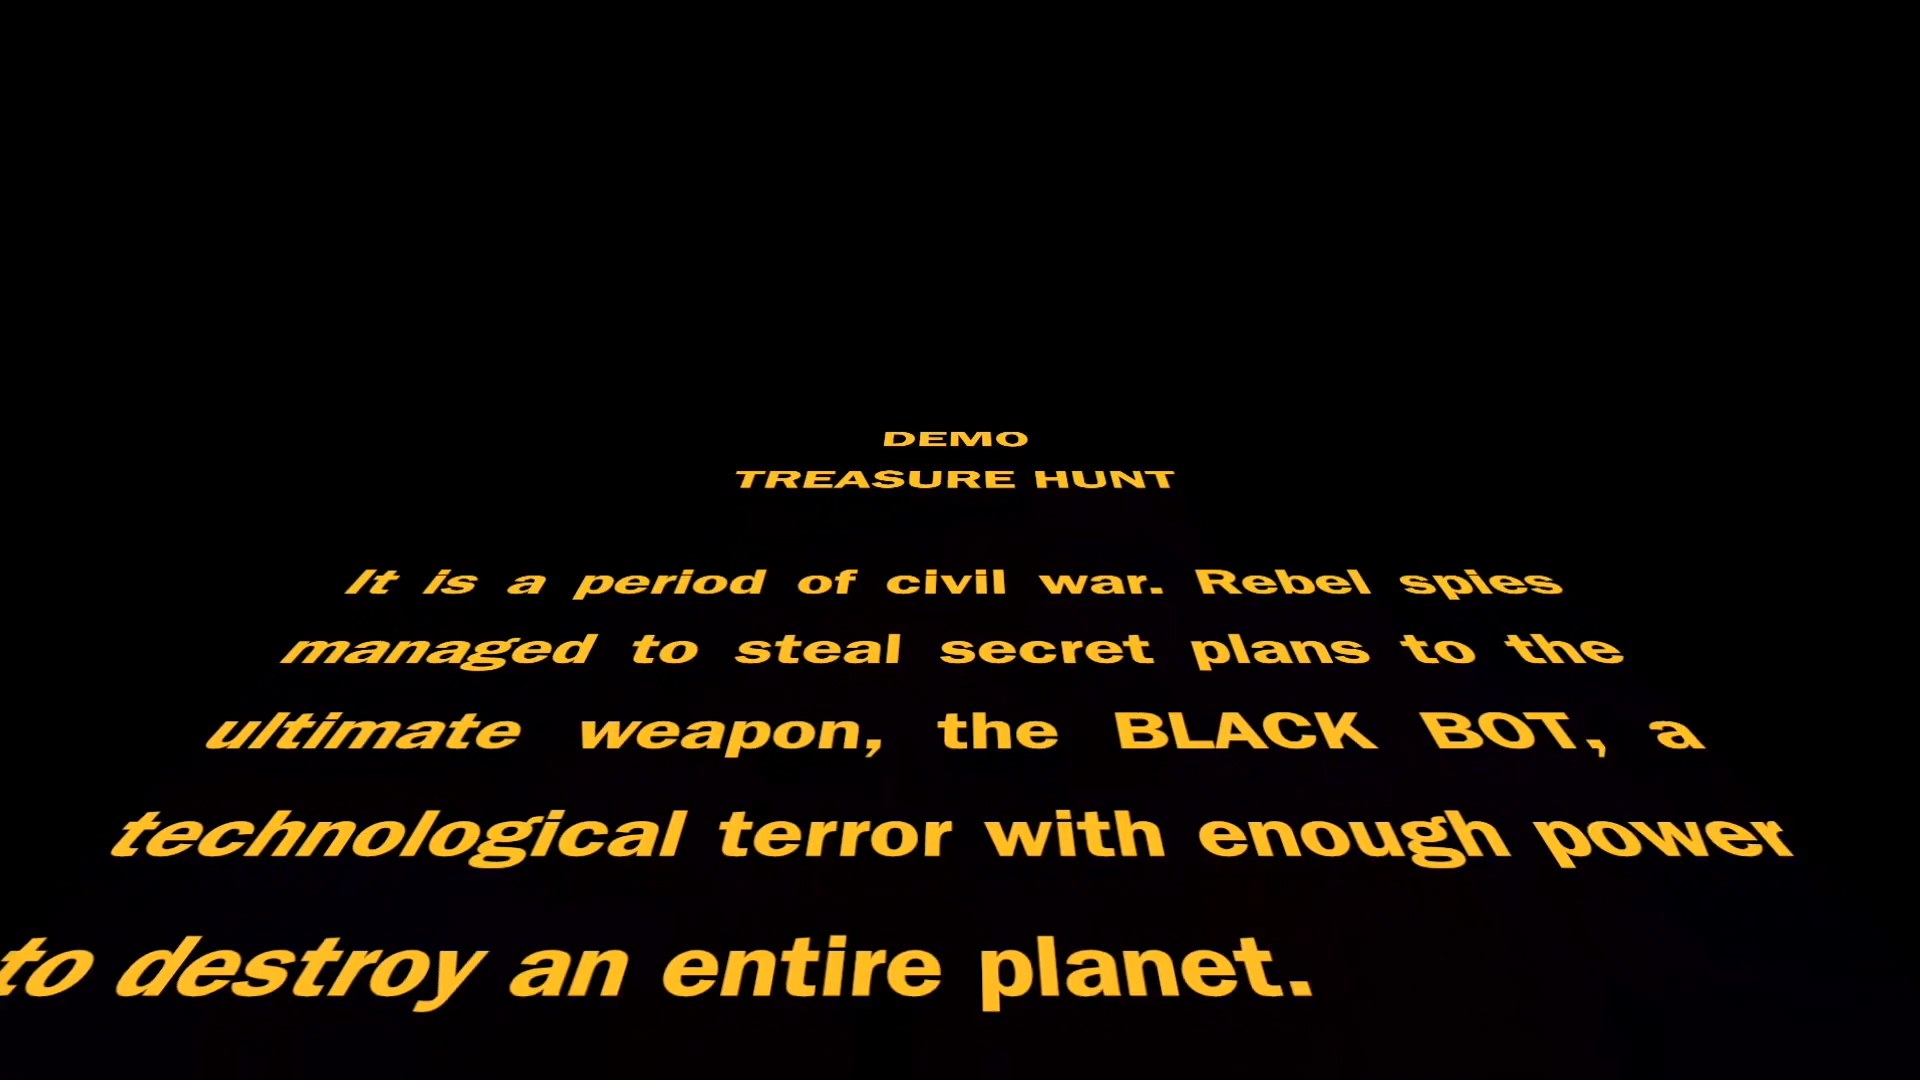 DEMO
TREASURE HUNT
It is a period of civil war. Rebel spies
managed to steal secret plans to the
ultimate weapon, the BLACK BOT, a
technological terror with enough power
to destroy an entire planet.